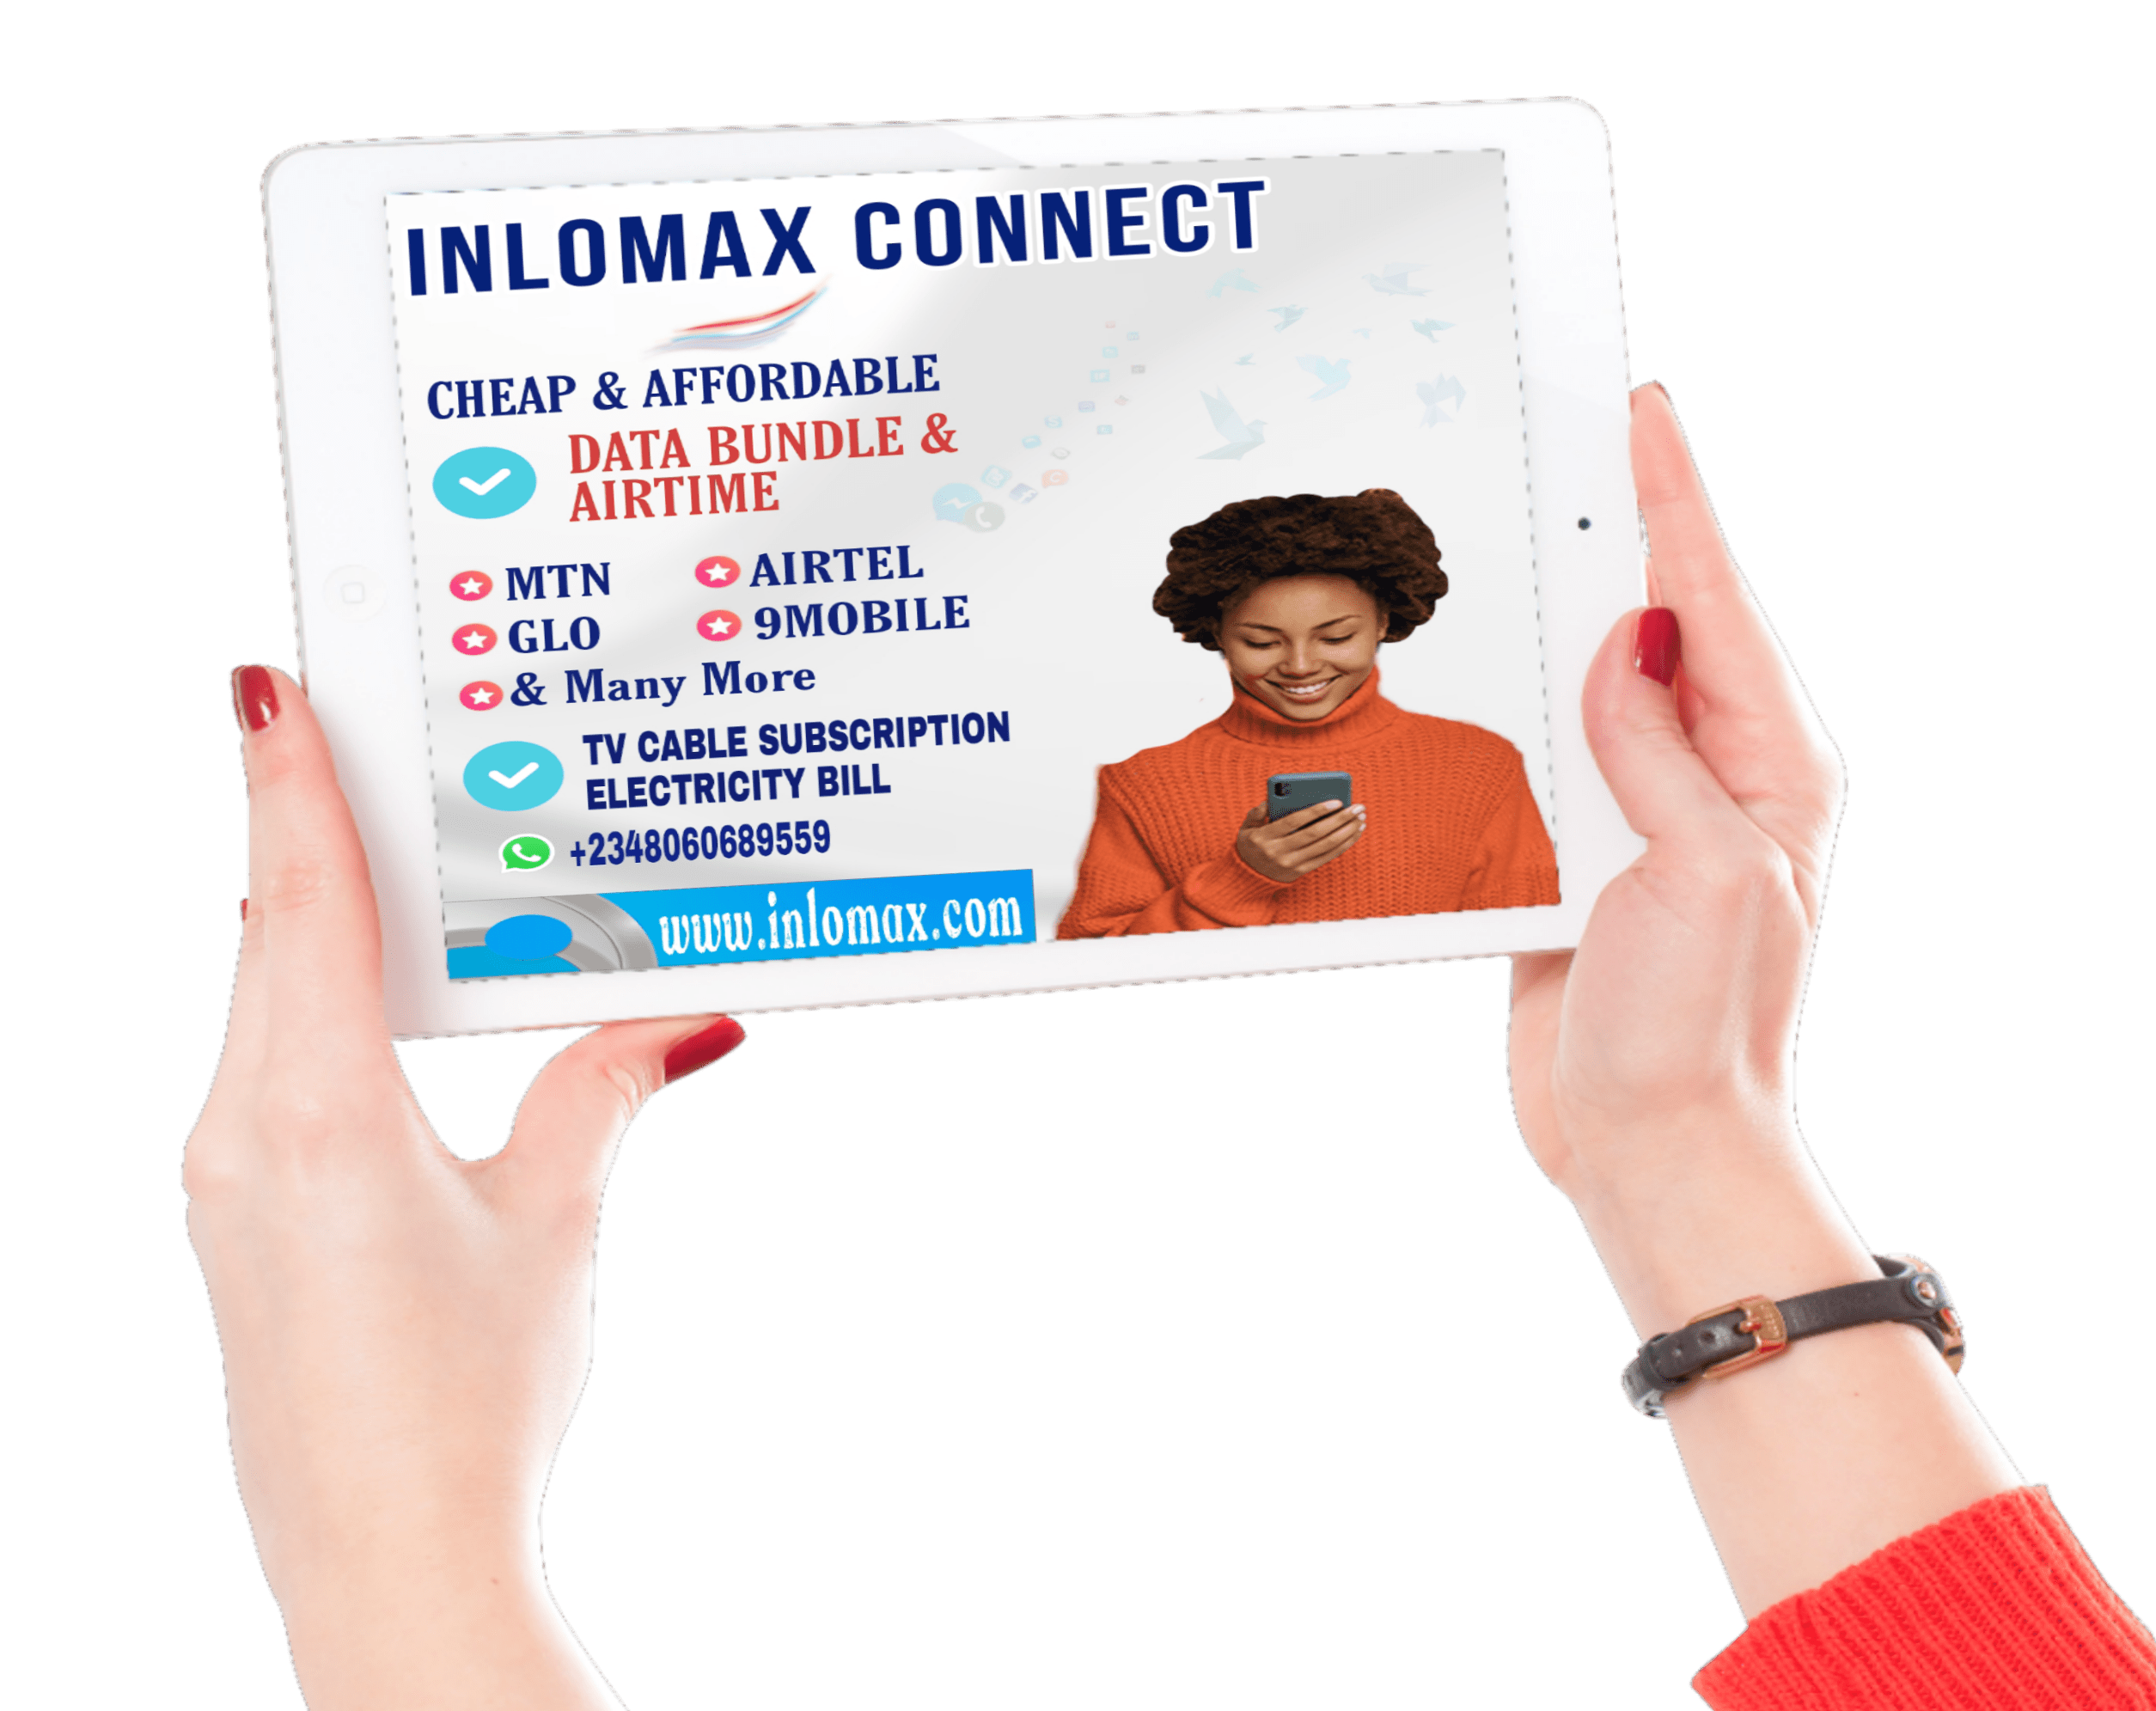 INLOMAX CONNECT
CHEAP & AFFORDABLE
DATA BUNDLE &
AIRTIME
MTN
AIRTEL
GLO
9MOBILE
& Many More
TV CABLE SUBSCRIPTION
ELECTRICITY BILL
+2348060689559
www.inlomax.com